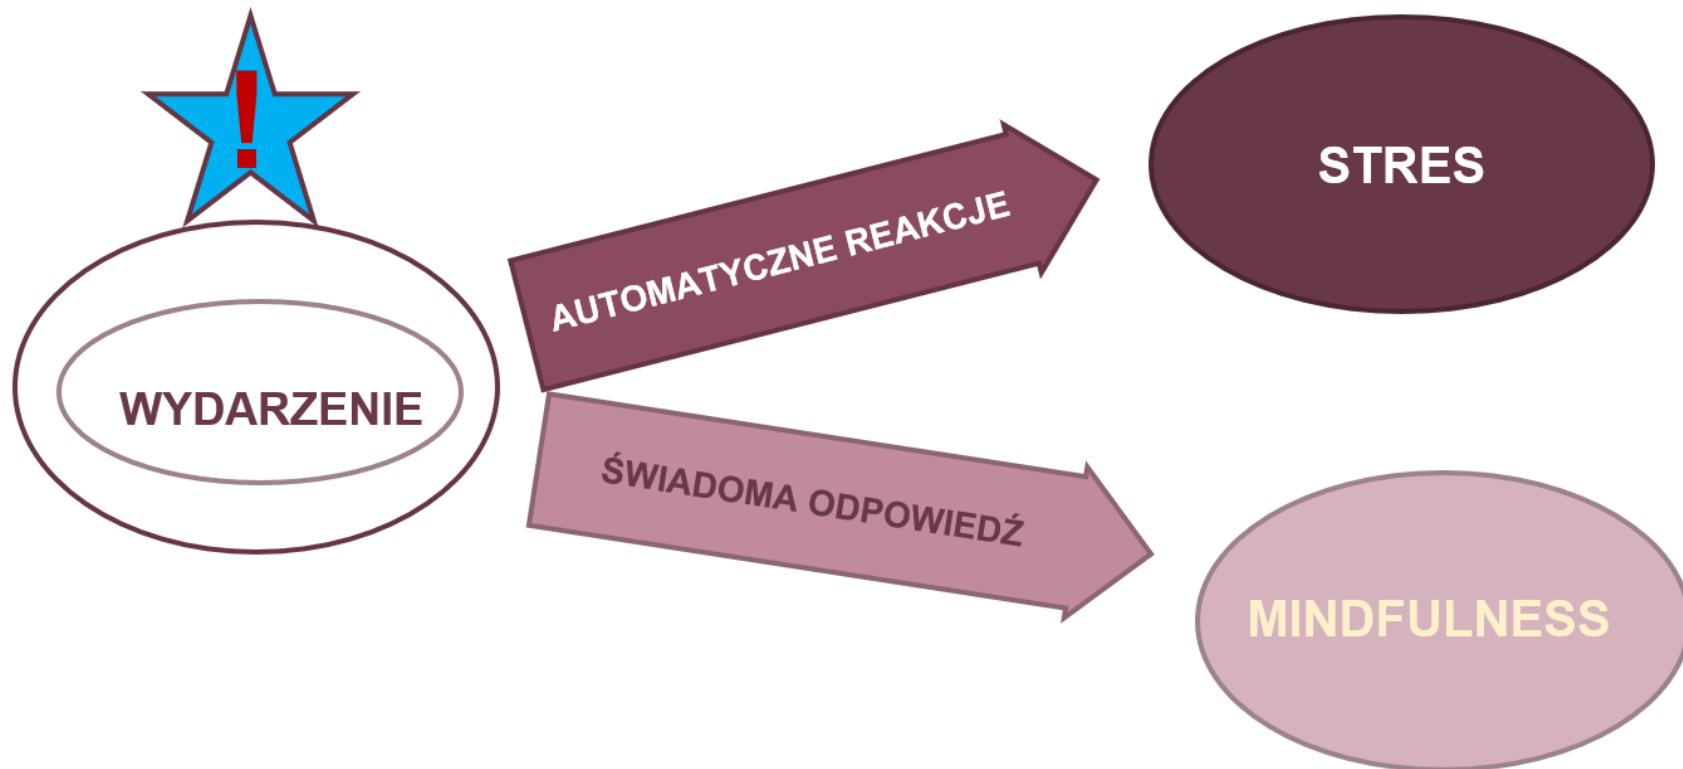 !
WYDARZENIE
AUTOMATYCZNE REAKCJE
STRES
ŚWIADOMA ODPOWIEDŹ
MINDFULNESS